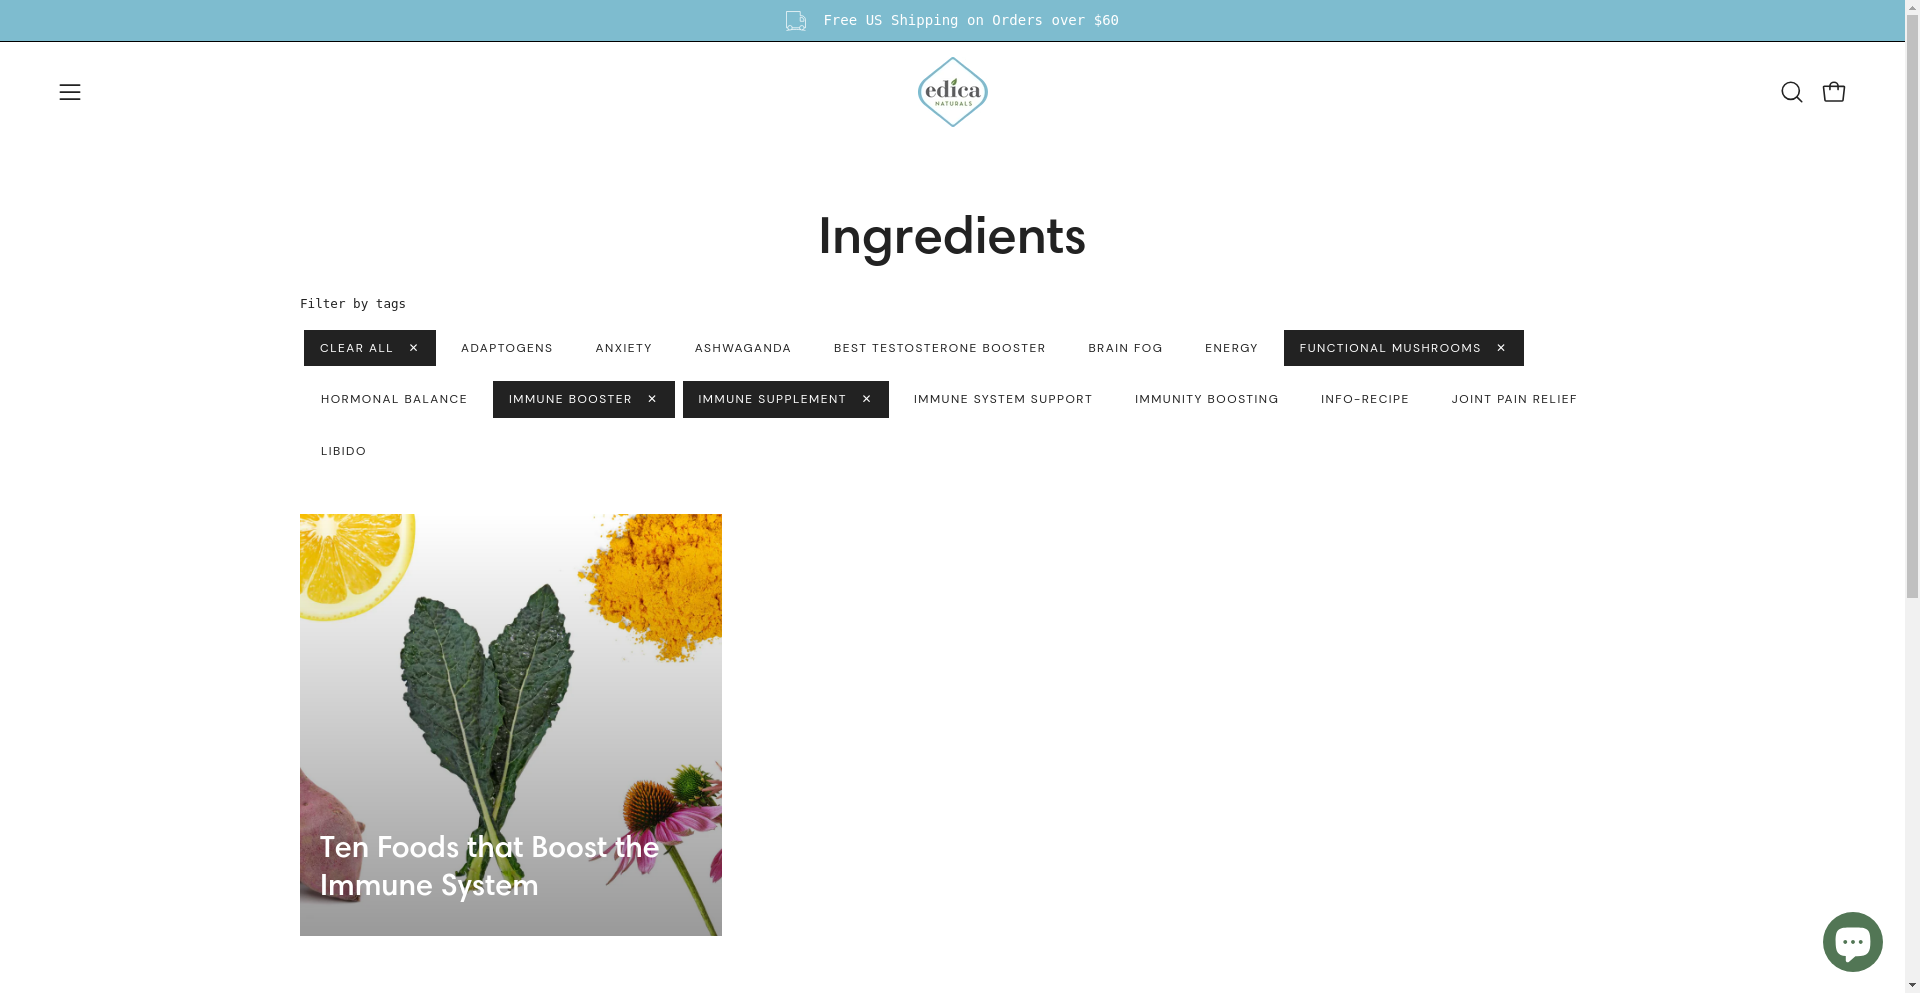 Free US Shipping on Orders over $60
edica
NATURALS
Ingredients
Filter by tags
CLEAR ALL ✕ ADAPTOGENS ANXIETY ASHWAGANDA BEST TESTOSTERONE BOOSTER BRAIN FOG ENERGY FUNCTIONAL MUSHROOMS ✕
HORMONAL BALANCE IMMUNE BOOSTER ✕ IMMUNE SUPPLEMENT ✕ IMMUNE SYSTEM SUPPORT IMMUNITY BOOSTING INFO-RECIPE JOINT PAIN RELIEF
LIBIDO
Ten Foods that Boost the
Immune System